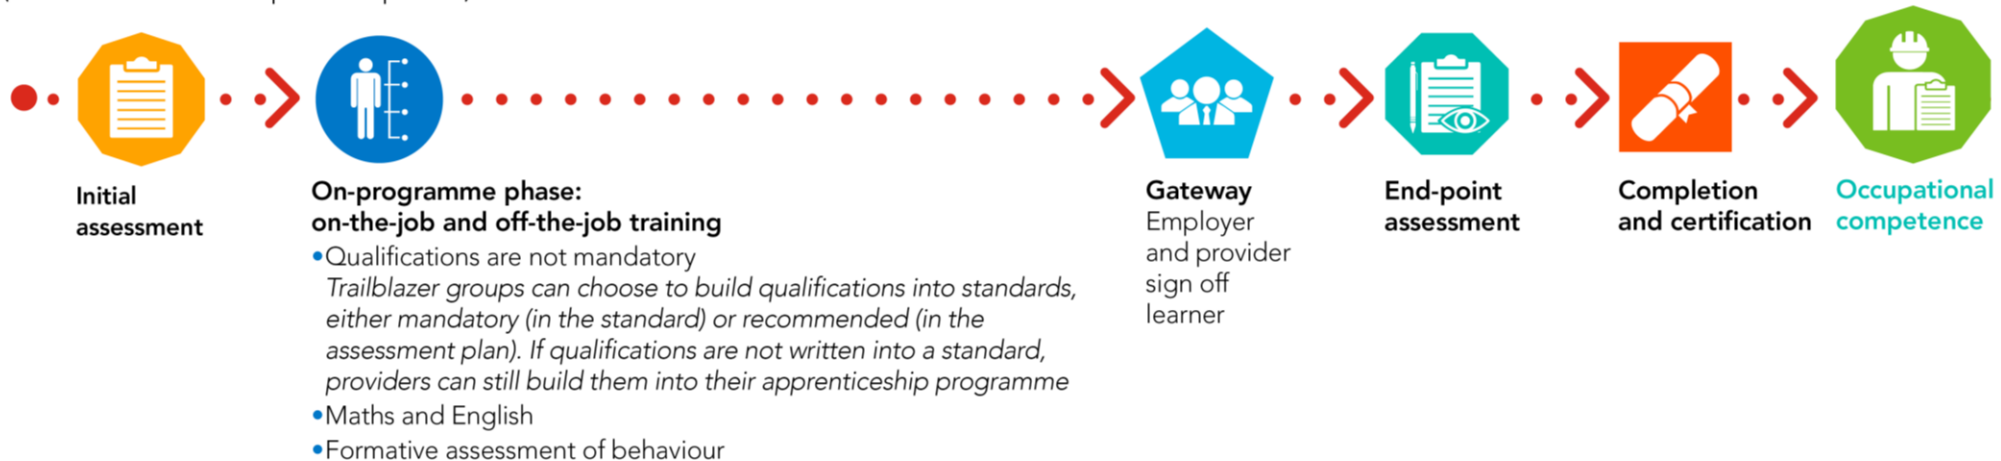 Initial
assessment
On-programme phase:
on-the-job and off-the-job training
•Qualifications are not mandatory
Trailblazer groups can choose to build qualifications into standards,
either mandatory (in the standard) or recommended (in the
assessment plan). If qualifications are not written into a standard,
providers can still build them into their apprenticeship programme
•Maths and English
•Formative assessment of behaviour
Gateway
Employer
and provider
sign off
learner
End-point
assessment
Completion
and certification
Occupational
competence